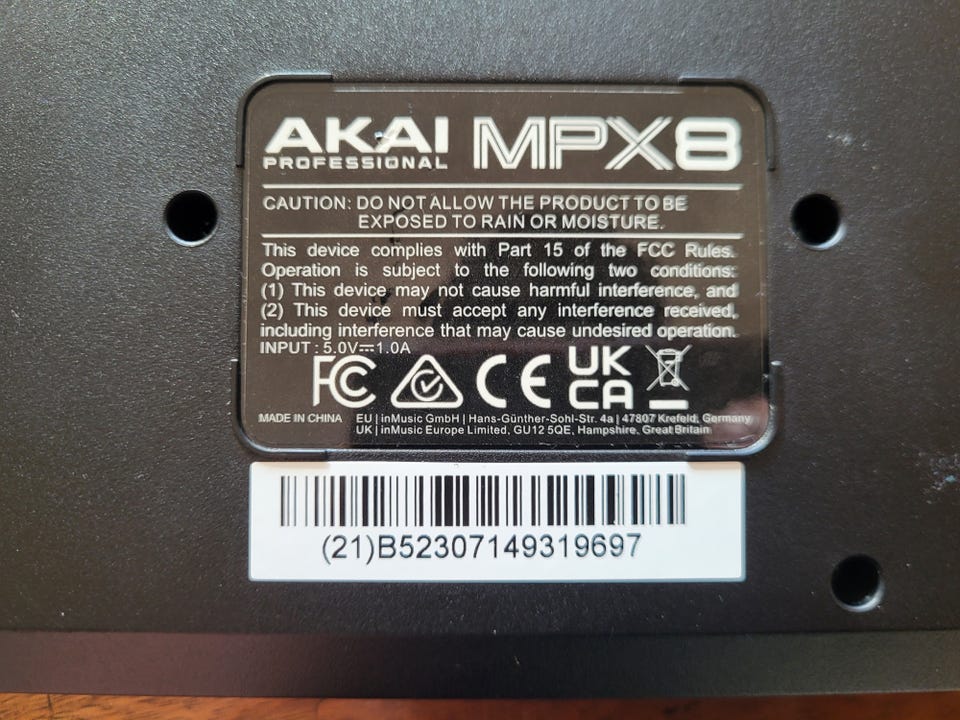 AKAI MPX8
PROFESSIONAL
CAUTION: DO NOT ALLOW THE PRODUCT TO BE
EXPOSED TO RAIN OR MOISTURE.
This device complies with Part 15 of the FCC Rules.
Operation is subject to the following two conditions:
(1) This device may not cause harmful interference, and
(2) This device must accept any interference received,
including interference that may cause undesired operation.
INPUT : 5.0V⎓1.0A
FC CE UK
CA
MADE IN CHINA EU | inMusic GmbH | Hans-Günther-Sohl-Str. 4a | 47807 Krefeld, Germany
UK | inMusic Europe Limited, GU12 5QE, Hampshire, Great Britain
(21)B52307149319697